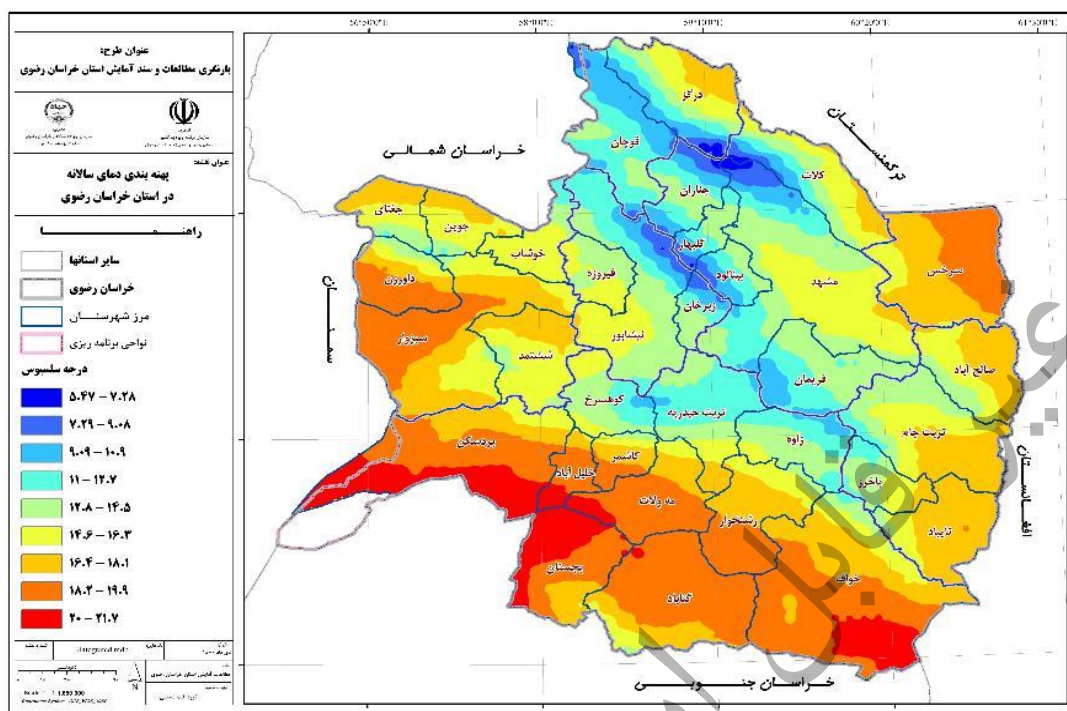 عنوان طرح:
بازنگری مطالعات و سند آمایش استان خراسان رضوی
عنوان نقشه:
پهنه بندی دمای سالانه
در استان خراسان رضوی
راهنما
سایر استانها
خراسان رضوی
مرز شهرستان
نواحی برنامه ریزی
درجه سلسیوس
۵.۴۷ – ۷.۲۸
۷.۲۹ – ۹.۰۸
۹.۰۹ – ۱۰.۹
۱۱ – ۱۲.۷
۱۲.۸ – ۱۴.۵
۱۴.۶ – ۱۶.۳
۱۶.۴ – ۱۸.۱
۱۸.۲ – ۱۹.۹
۲۰ – ۲۱.۷
N
خراسان شمالی
ترکمنستان
افغانستان
خراسان جنوبی
سمنان
درگز
قوچان
کلات
چناران
گلبهار
بینالود
مشهد
سرخس
جغتای
جوین
خوشاب
فیروزه
زبرخان
داورزن
سبزوار
ششتمد
نیشابور
فریمان
صالح آباد
کوهسرخ
تربت حیدریه
زاوه
تربت جام
بردسکن
کاشمر
خلیل آباد
مه ولات
رشتخوار
باخرز
تایباد
بجستان
گناباد
خواف
غیر قابل